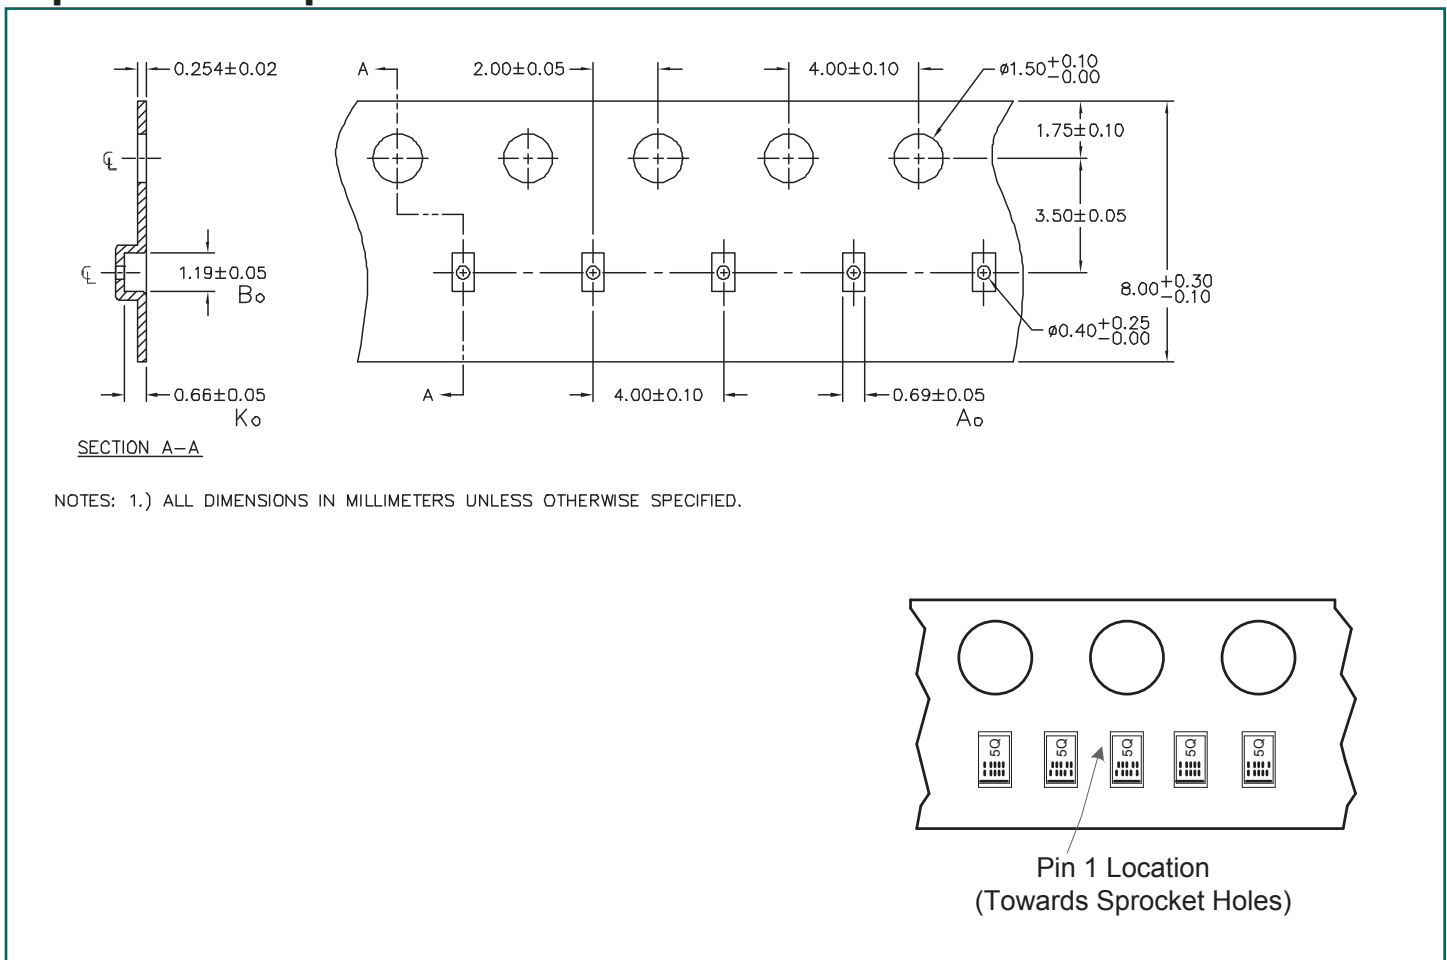 0.254±0.02
A
2.00±0.05
4.00±0.10
ø1.50+0.10
-0.00
1.75±0.10
℄
3.50±0.05
℄
1.19±0.05
Bo
8.00+0.30
-0.10
ø0.40+0.25
-0.00
0.66±0.05
Ko
A
4.00±0.10
0.69±0.05
Ao
SECTION A-A
NOTES: 1.) ALL DIMENSIONS IN MILLIMETERS UNLESS OTHERWISE SPECIFIED.
5Q
5Q
5Q
5Q
5Q
Pin 1 Location
(Towards Sprocket Holes)